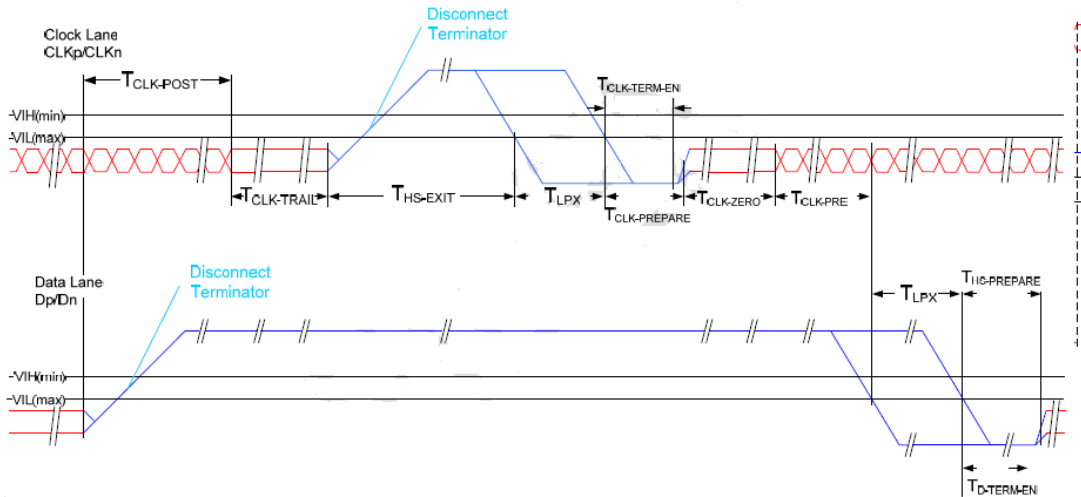 Disconnect
Terminator
Clock Lane
CLKp/CLKn
TCLK-POST
TCLK-TERM-EN
VIH(min)
VIL(max)
TCLK-TRAIL
THS-EXIT
TLPX
TCLK-PREPARE
TCLK-ZERO
TCLK-PRE
Disconnect
Terminator
Data Lane
Dp/Dn
TLPX
THS-PREPARE
VIH(min)
VIL(max)
TD-TERM-EN